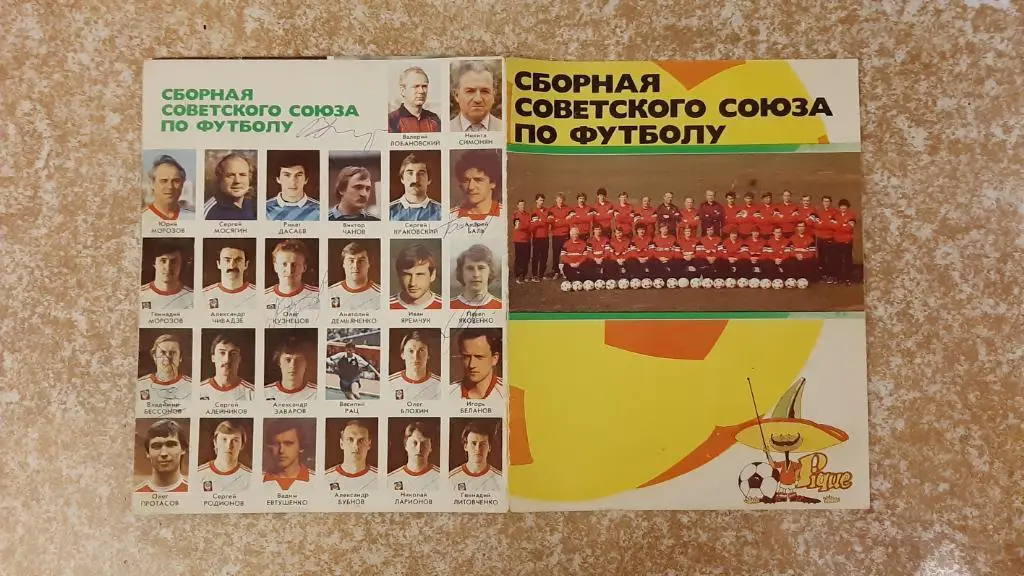 СБОРНАЯ
СОВЕТСКОГО СОЮЗА
ПО ФУТБОЛУ
Валерий
ЛОБАНОВСКИЙ
Никита
СИМОНЯН
Юрий
МОРОЗОВ
Сергей
МОСЯГИН
Ринат
ДАСАЕВ
Виктор
ЧАНОВ
Сергей
КРАКОВСКИЙ
Андрей
БАЛЬ
Геннадий
МОРОЗОВ
Александр
ЧИВАДЗЕ
Олег
КУЗНЕЦОВ
Анатолий
ДЕМЬЯНЕНКО
Иван
ЯРЕМЧУК
Павел
ЯКОВЕНКО
Владимир
БЕССОНОВ
Сергей
АЛЕЙНИКОВ
Александр
ЗАВАРОВ
Василий
РАЦ
Олег
БЛОХИН
Игорь
БЕЛАНОВ
Олег
ПРОТАСОВ
Сергей
РОДИОНОВ
Вадим
ЕВТУШЕНКО
Александр
БУБНОВ
Николай
ЛАРИОНОВ
Геннадий
ЛИТОВЧЕНКО
СБОРНАЯ
СОВЕТСКОГО СОЮЗА
ПО ФУТБОЛУ
Pique